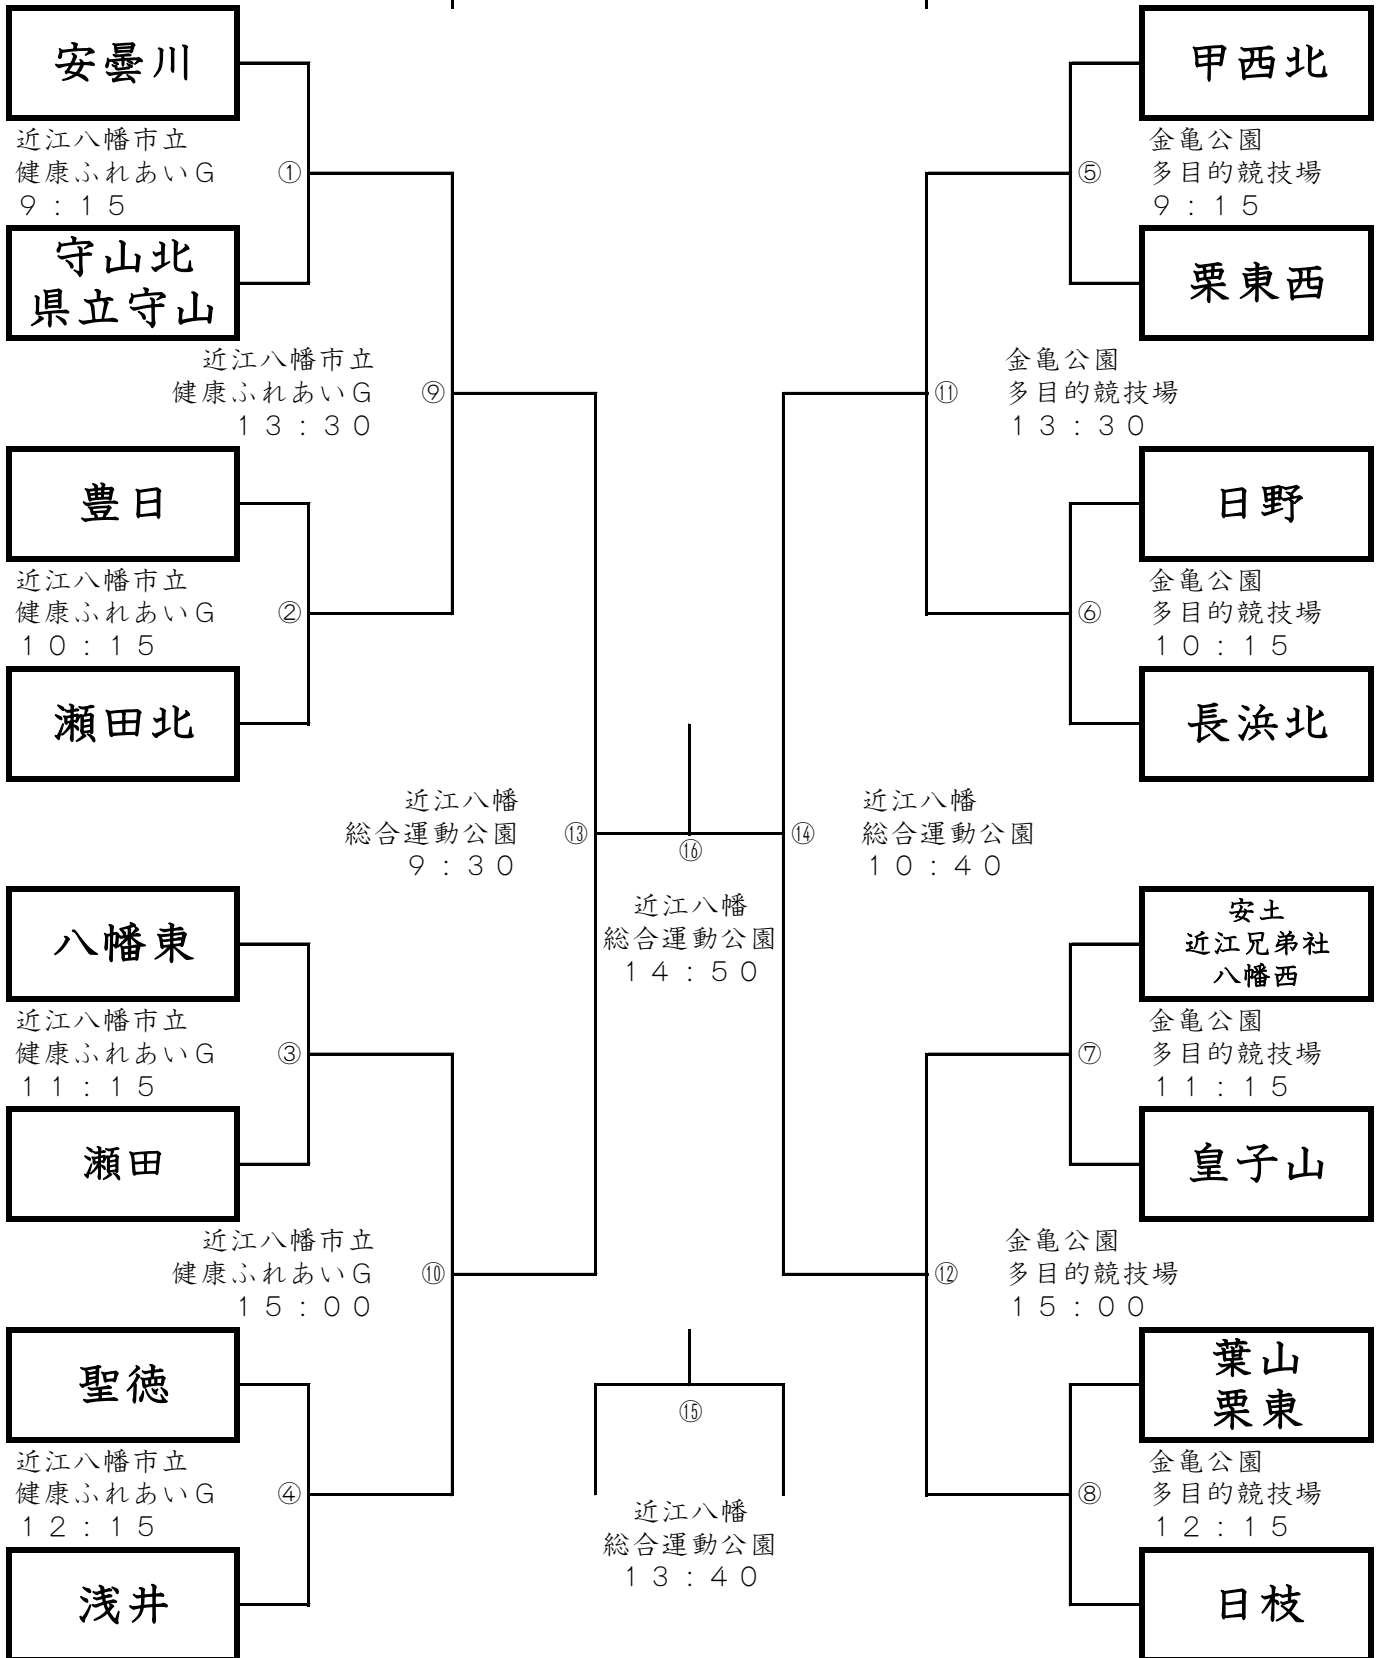 安曇川
近江八幡市立
健康ふれあいG
9:15
①
守山北
県立守山
近江八幡市立
健康ふれあいG
13:30
⑨
豊日
近江八幡市立
健康ふれあいG
10:15
②
瀬田北
近江八幡
総合運動公園
9:30
⑬
八幡東
近江八幡市立
健康ふれあいG
11:15
③
瀬田
近江八幡市立
健康ふれあいG
15:00
⑩
聖徳
近江八幡市立
健康ふれあいG
12:15
④
浅井
⑯
近江八幡
総合運動公園
14:50
⑮
近江八幡
総合運動公園
13:40
甲西北
金亀公園
多目的競技場
9:15
⑤
栗東西
金亀公園
多目的競技場
13:30
⑪
日野
金亀公園
多目的競技場
10:15
⑥
長浜北
近江八幡
総合運動公園
10:40
⑭
安土
近江兄弟社
八幡西
金亀公園
多目的競技場
11:15
⑦
皇子山
金亀公園
多目的競技場
15:00
⑫
葉山
栗東
金亀公園
多目的競技場
12:15
⑧
日枝